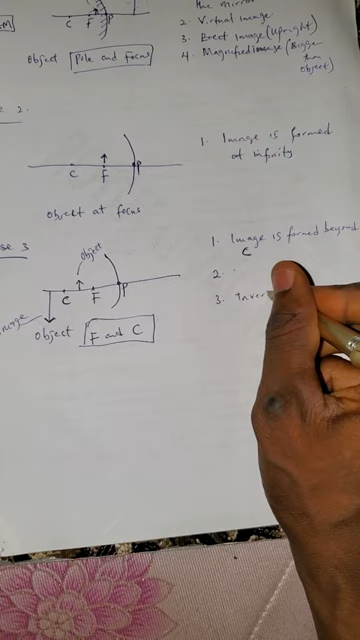 the mirror
2. Virtual image
3. Erect Image (Upright)
4. Magnified image (Bigger than object)
C F P
Object Pole and Focus
2.
1. Image is formed
at infinity
C F P
Object at focus
3
1. Image is formed beyond
C
2.
3. Inver
object
C F P
Image
Object F and C